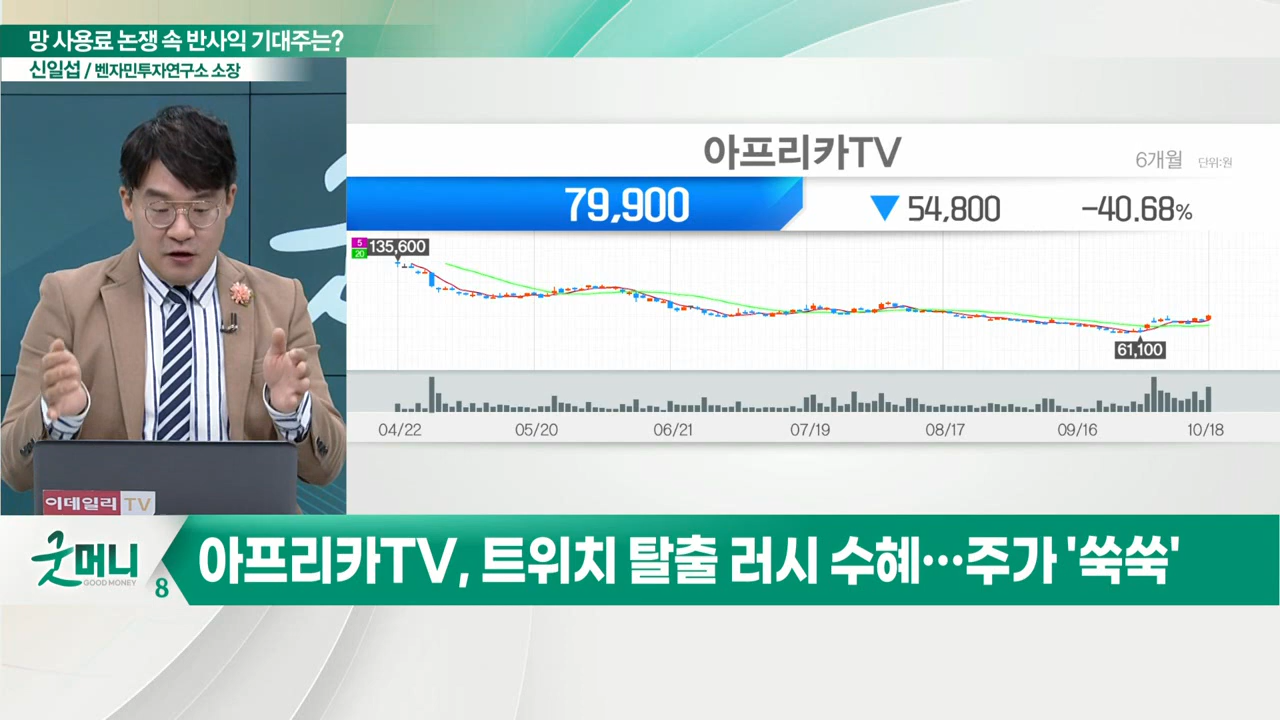 망 사용료 논쟁 속 반사익 기대주는?
신일섭 / 벤자민투자연구소 소장
아프리카TV
6개월 단위:원
79,900 ▼ 54,800 -40.68%
5
20
135,600
61,100
04/22 05/20 06/21 07/19 08/17 09/16 10/18
이데일리 TV
굿머니
GOOD MONEY
8
아프리카TV, 트위치 탈출 러시 수혜…주가 '쑥쑥'